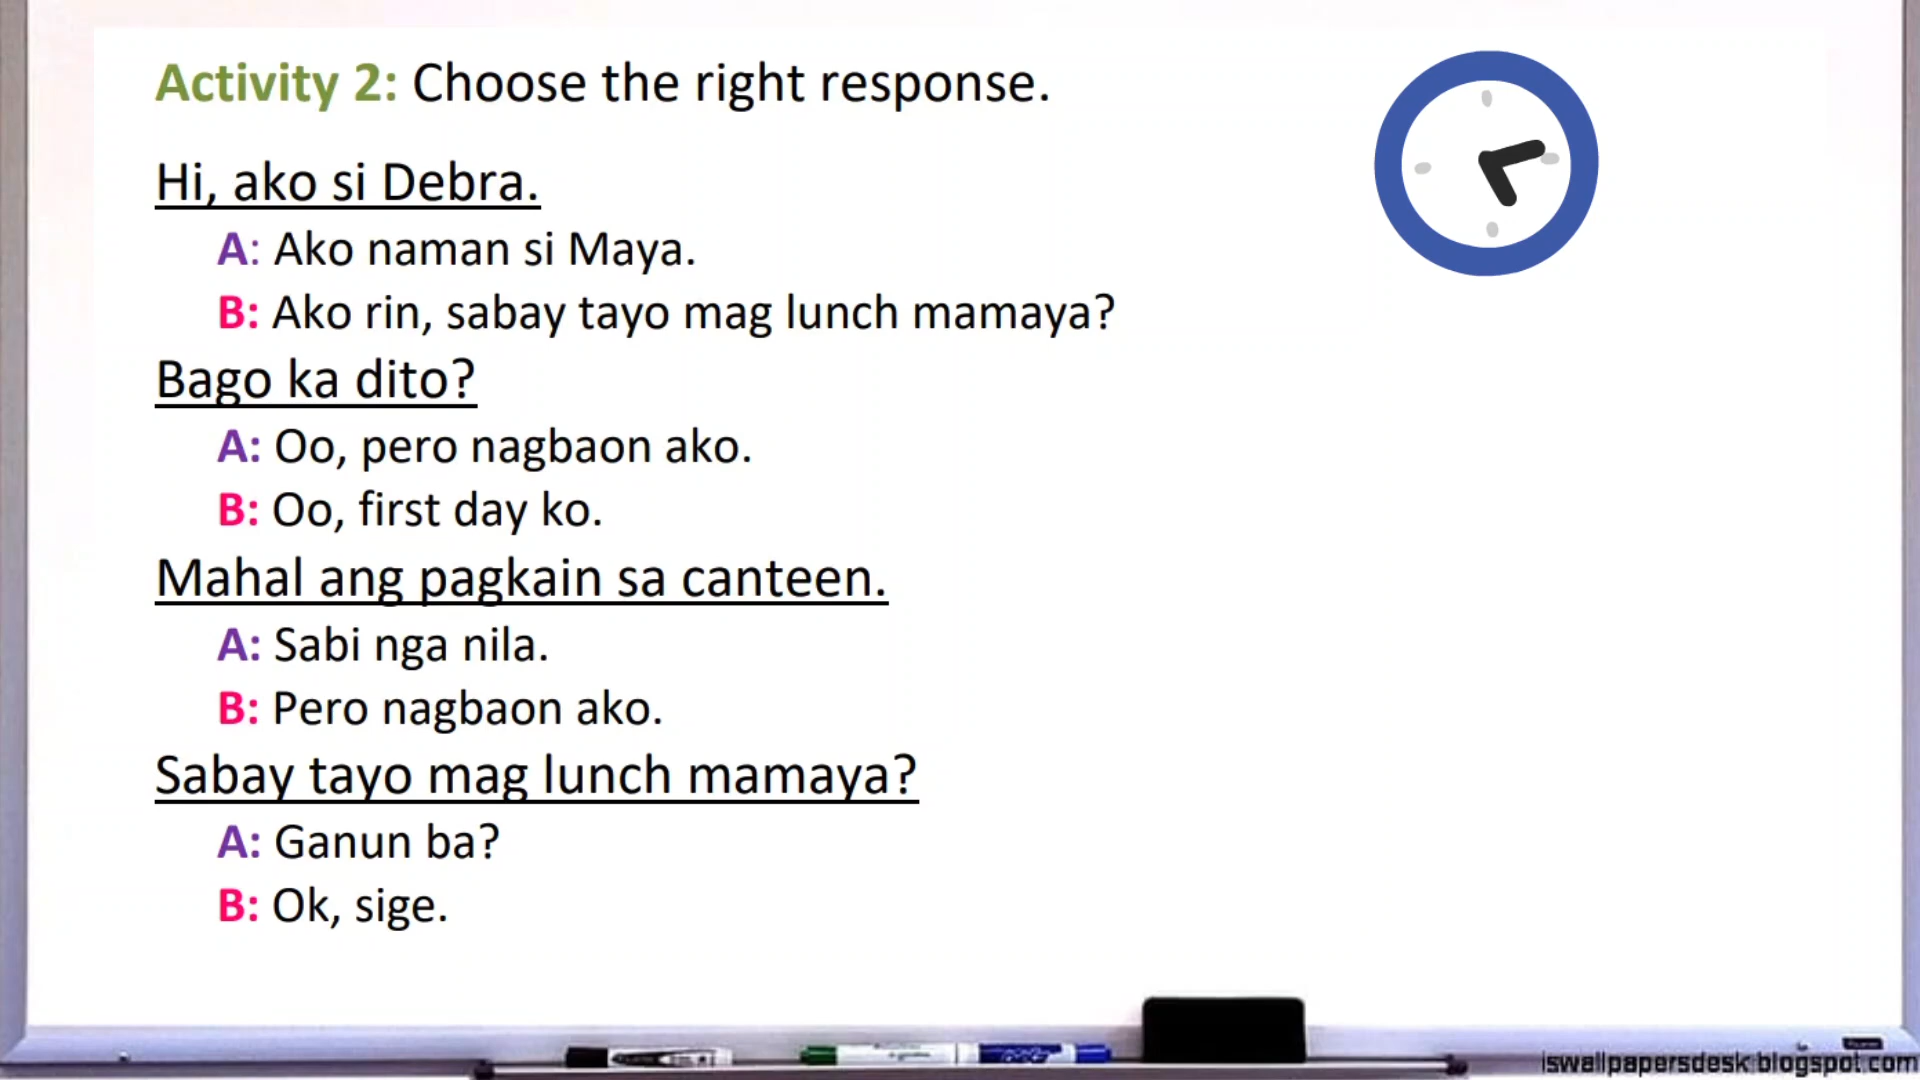 Activity 2: Choose the right response.
Hi, ako si Debra.
A: Ako naman si Maya.
B: Ako rin, sabay tayo mag lunch mamaya?
Bago ka dito?
A: Oo, pero nagbaon ako.
B: Oo, first day ko.
Mahal ang pagkain sa canteen.
A: Sabi nga nila.
B: Pero nagbaon ako.
Sabay tayo mag lunch mamaya?
A: Ganun ba?
B: Ok, sige.
iswallpapersdesk.blogspot.com